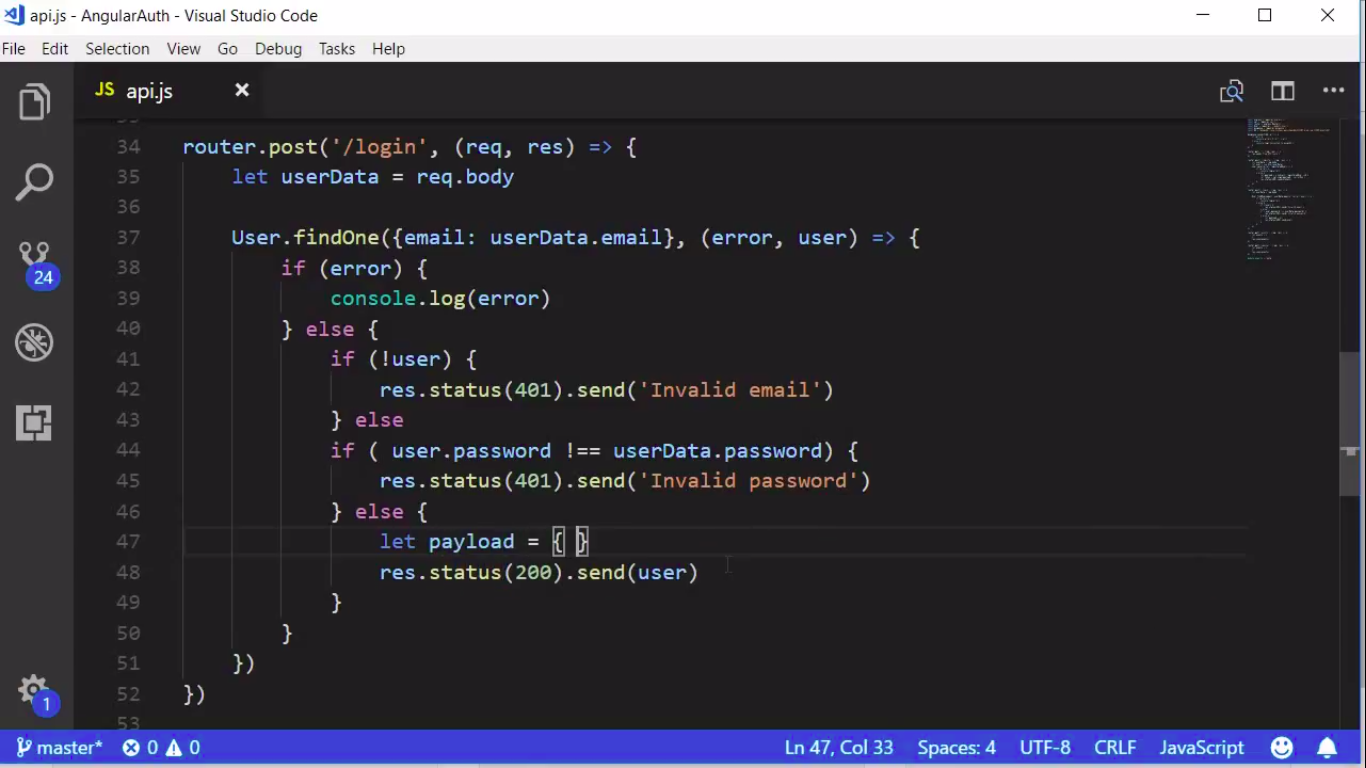 api.js - AngularAuth - Visual Studio Code
File Edit Selection View Go Debug Tasks Help
JS api.js
34 router.post('/login', (req, res) => {
35 let userData = req.body
36
37 User.findOne({email: userData.email}, (error, user) => {
38 if (error) {
39 console.log(error)
40 } else {
41 if (!user) {
42 res.status(401).send('Invalid email')
43 } else
44 if ( user.password !== userData.password) {
45 res.status(401).send('Invalid password')
46 } else {
47 let payload = { }
48 res.status(200).send(user)
49 }
50 }
51 })
52 })
53
24
1
master* 0 0 Ln 47, Col 33 Spaces: 4 UTF-8 CRLF JavaScript